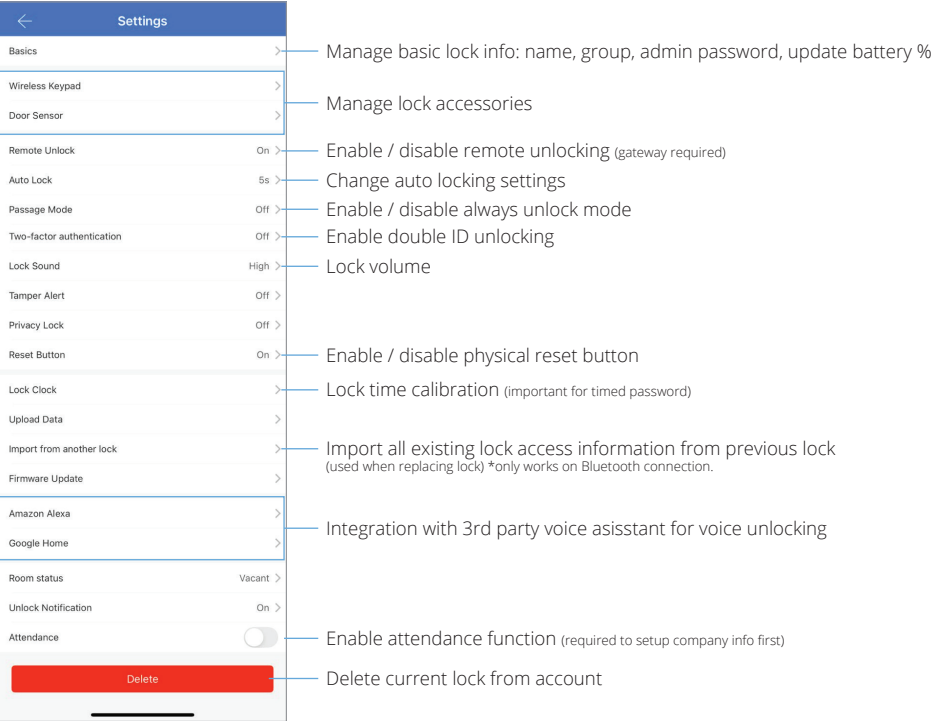 Settings
Basics
Manage basic lock info: name, group, admin password, update battery %
Wireless Keypad
Manage lock accessories
Door Sensor
Remote Unlock On
Enable / disable remote unlocking (gateway required)
Auto Lock 5s
Change auto locking settings
Passage Mode Off
Enable / disable always unlock mode
Two-factor authentication Off
Enable double ID unlocking
Lock Sound High
Lock volume
Tamper Alert Off
Privacy Lock Off
Reset Button On
Enable / disable physical reset button
Lock Clock
Lock time calibration (important for timed password)
Upload Data
Import from another lock
Import all existing lock access information from previous lock
(used when replacing lock) *only works on Bluetooth connection.
Firmware Update
Amazon Alexa
Integration with 3rd party voice asisstant for voice unlocking
Google Home
Room status Vacant
Unlock Notification On
Attendance
Enable attendance function (required to setup company info first)
Delete
Delete current lock from account